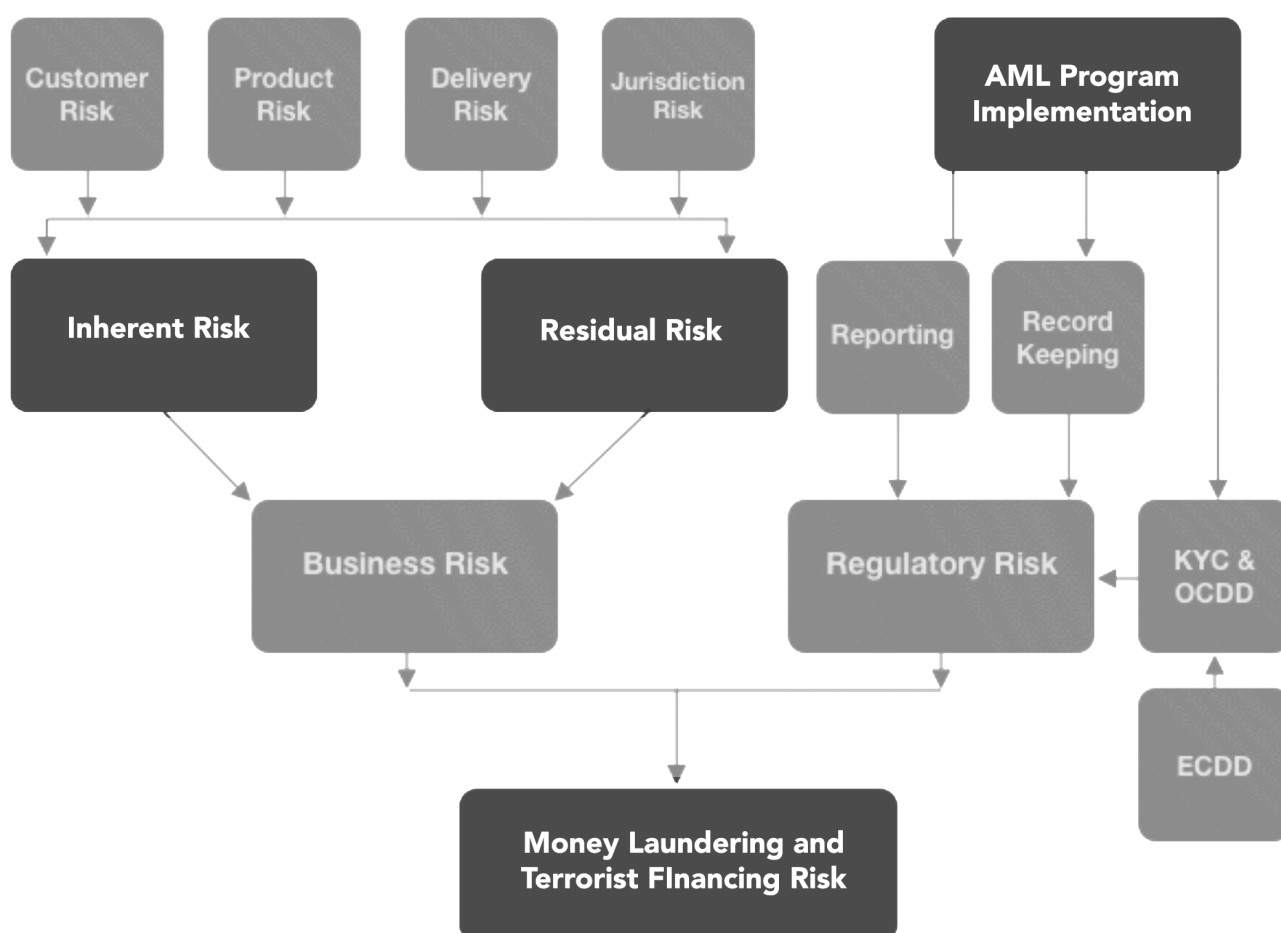 Customer
Risk
Product
Risk
Delivery
Risk
Jurisdiction
Risk
AML Program
Implementation
Inherent Risk
Residual Risk
Reporting
Record
Keeping
Business Risk
Regulatory Risk
KYC &
OCDD
ECDD
Money Laundering and
Terrorist FInancing Risk